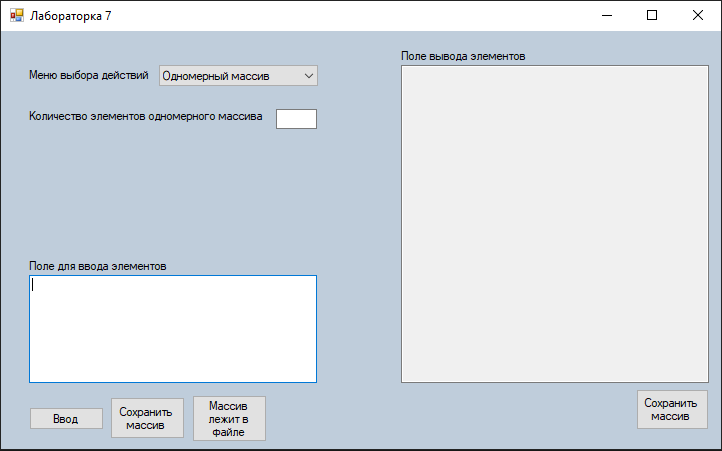 Лабораторка 7
Меню выбора действий
Одномерный массив
Количество элементов одномерного массива
Поле для ввода элементов
Ввод
Сохранить
массив
Массив
лежит в
файле
Поле вывода элементов
Сохранить
массив